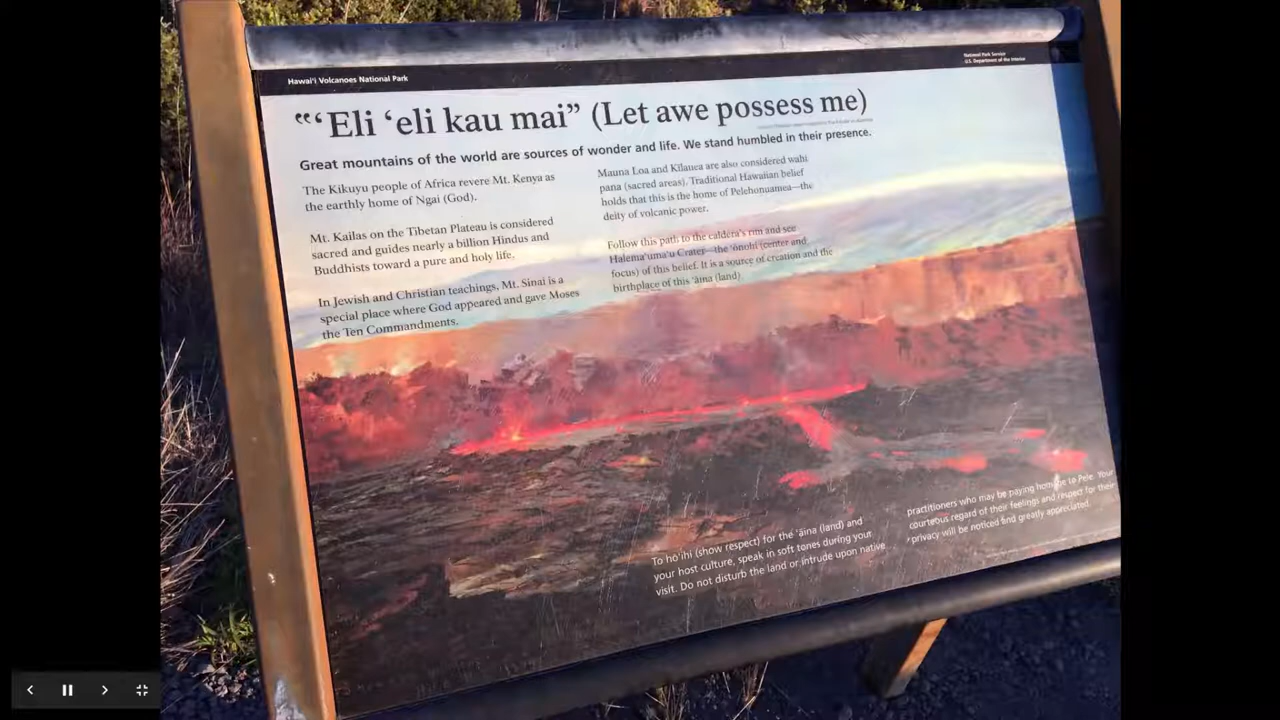 Hawai‘i Volcanoes National Park
National Park Service
U.S. Department of the Interior
“‘Eli ‘eli kau mai” (Let awe possess me)
Great mountains of the world are sources of wonder and life. We stand humbled in their presence.
The Kikuyu people of Africa revere Mt. Kenya as
the earthly home of Ngai (God).
Mt. Kailas on the Tibetan Plateau is considered
sacred and guides nearly a billion Hindus and
Buddhists toward a pure and holy life.
In Jewish and Christian teachings, Mt. Sinai is a
special place where God appeared and gave Moses
the Ten Commandments.
Mauna Loa and Kīlauea are also considered wahi
pana (sacred areas). Traditional Hawaiian belief
holds that this is the home of Pelehonuamea—the
deity of volcanic power.
Follow this path to the caldera's rim and see
Halema‘uma‘u Crater—the ‘ōnohi (center and
focus) of this belief. It is a source of creation and the
birthplace of this ‘āina (land)
To hō‘ihi (show respect) for the ‘āina (land) and
your host culture, speak in soft tones during your
visit. Do not disturb the land or intrude upon native
practitioners who may be paying homage to Pele. Your
courteous regard of their feelings and respect for their
privacy will be noticed and greatly appreciated.